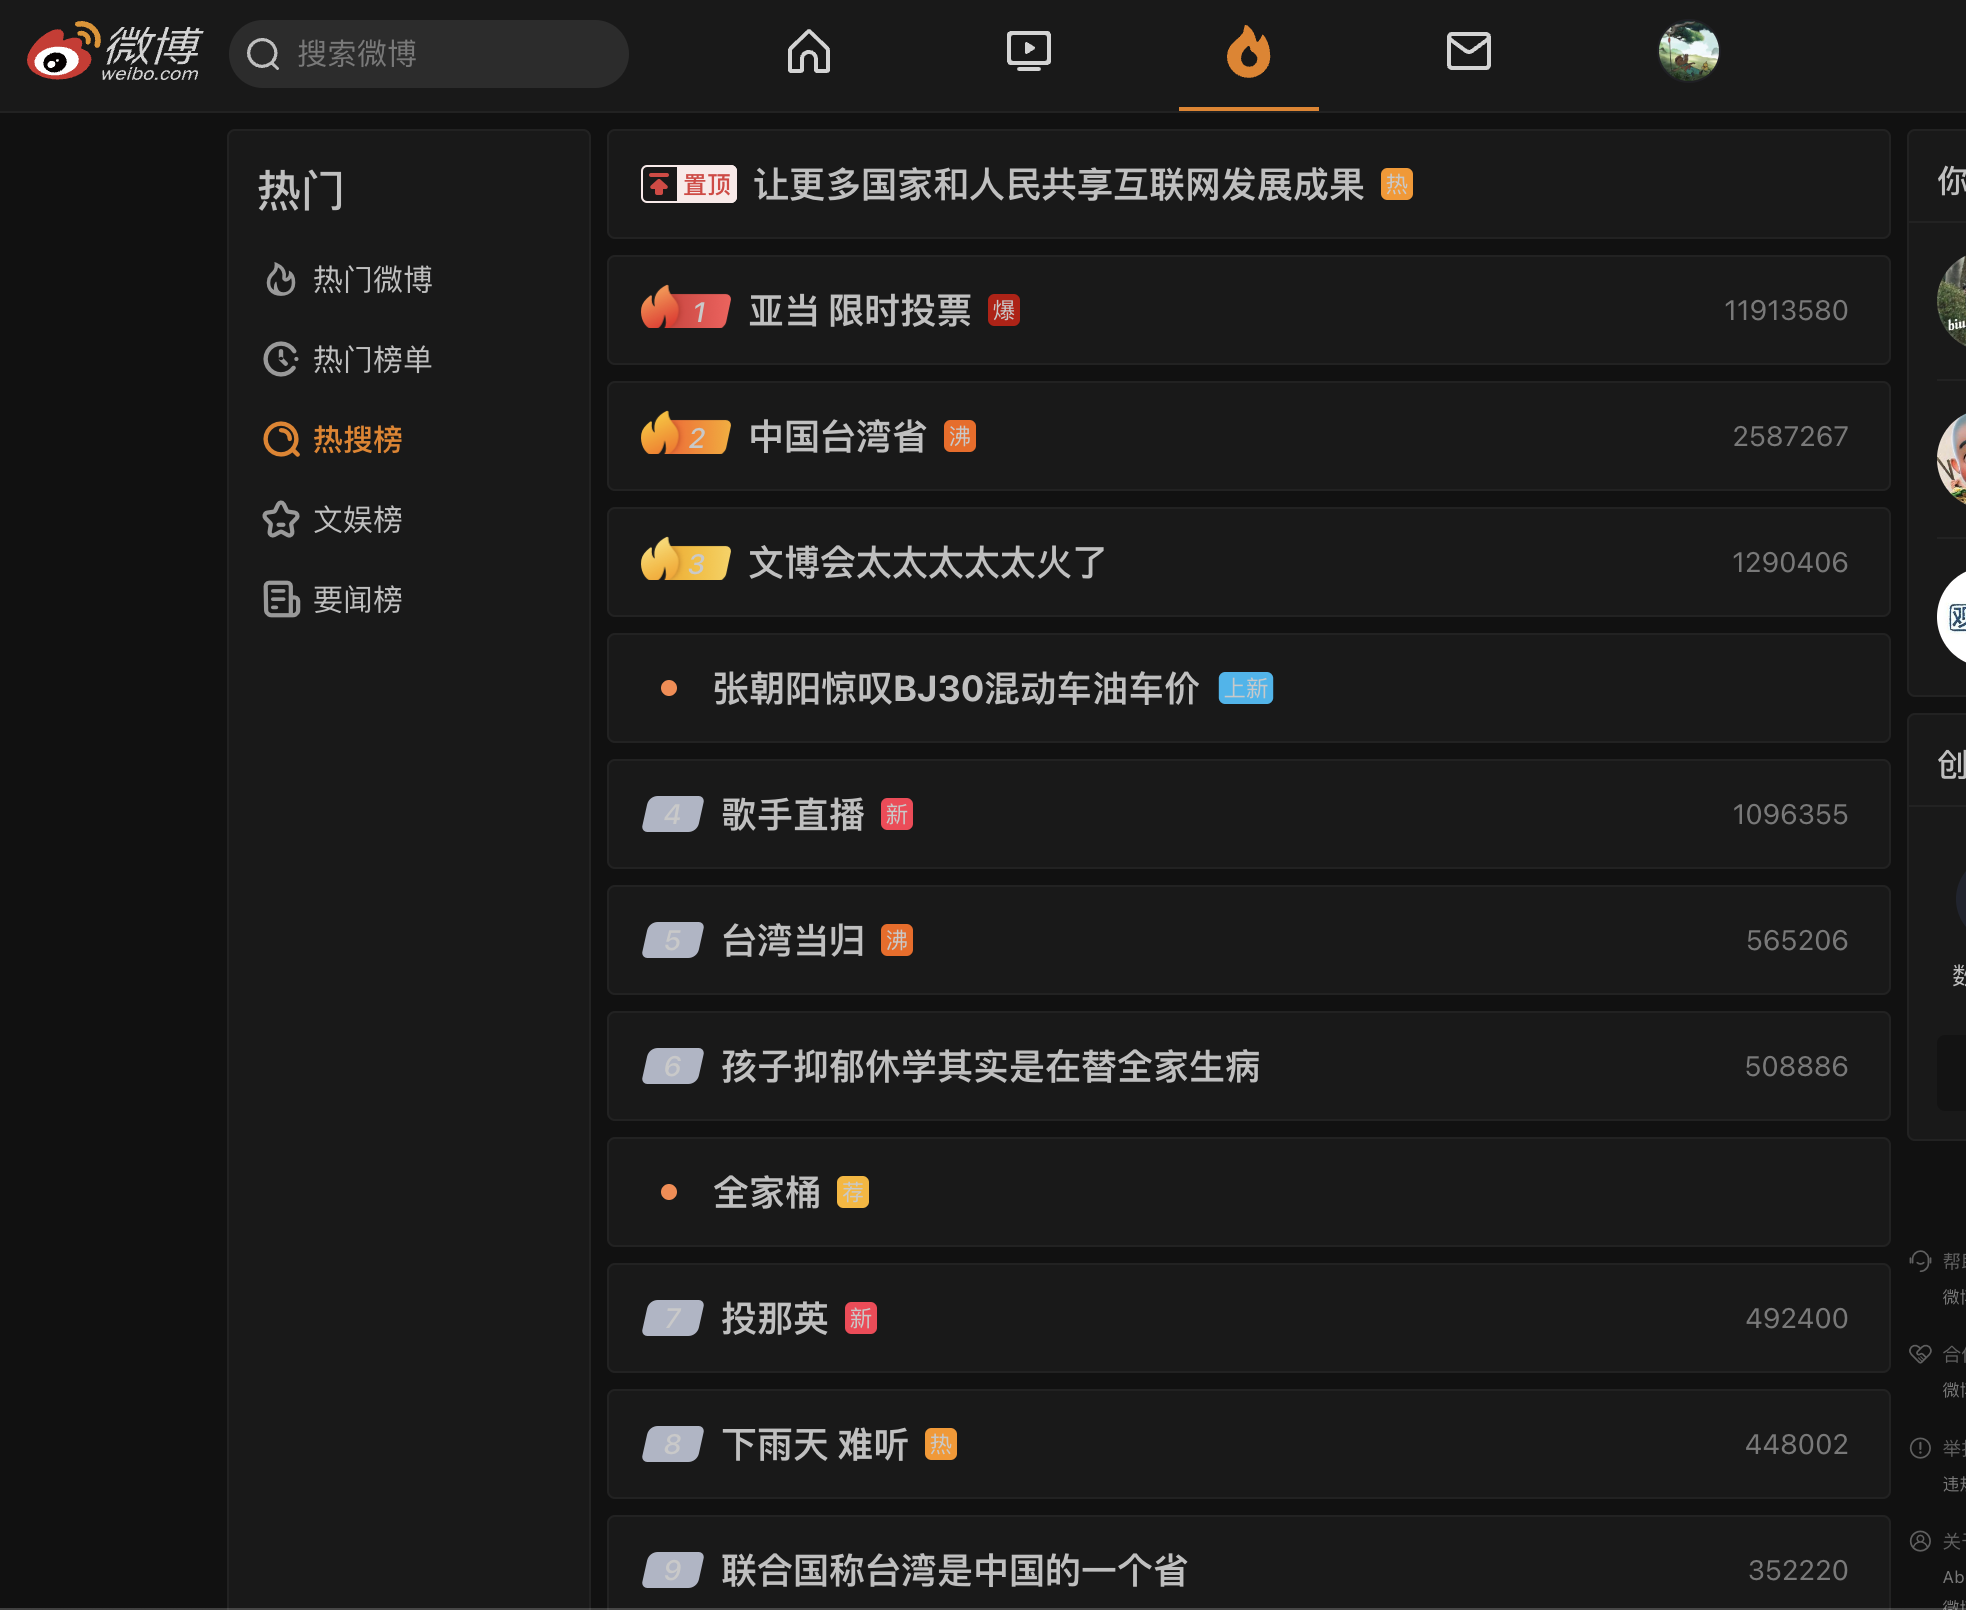 微博
weibo.com
搜索微博
热门
热门微博
热门榜单
热搜榜
文娱榜
要闻榜
置顶 让更多国家和人民共享互联网发展成果 热
1 亚当 限时投票 爆 11913580
2 中国台湾省 沸 2587267
3 文博会太太太太太火了 1290406
张朝阳惊叹BJ30混动车油车价 上新
4 歌手直播 新 1096355
5 台湾当归 沸 565206
6 孩子抑郁休学其实是在替全家生病 508886
全家桶 荐
7 投那英 新 492400
8 下雨天 难听 热 448002
9 联合国称台湾是中国的一个省 352220
你
biu
创
数
帮
微博
合
微博
举
违
关
Ab